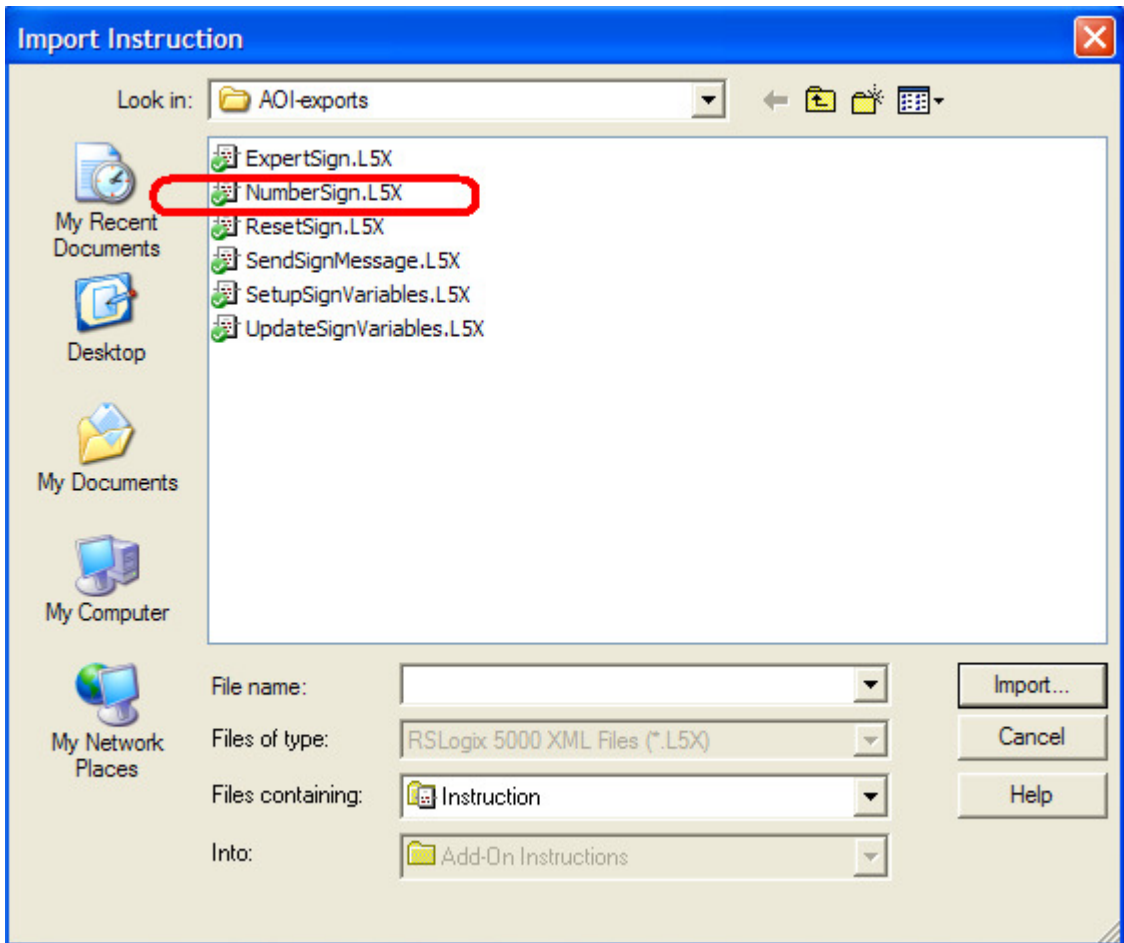 Import Instruction
Look in: AOI-exports
ExpertSign.L5X
NumberSign.L5X
ResetSign.L5X
SendSignMessage.L5X
SetupSignVariables.L5X
UpdateSignVariables.L5X
My Recent
Documents
Desktop
My Documents
My Computer
My Network
Places
File name:
Import...
Files of type: RSLogix 5000 XML Files (*.L5X)
Cancel
Files containing: Instruction
Help
Into: Add-On Instructions